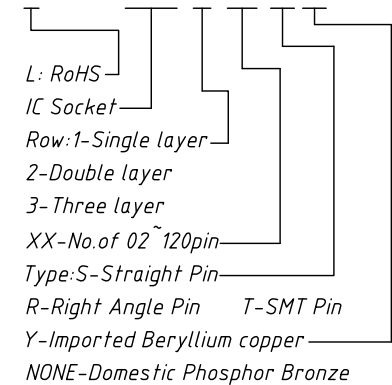 L: RoHS
IC Socket
Row:1-Single layer
2-Double layer
3-Three layer
XX-No.of 02~120pin
Type:S-Straight Pin
R-Right Angle Pin T-SMT Pin
Y-Imported Beryllium copper
NONE-Domestic Phosphor Bronze